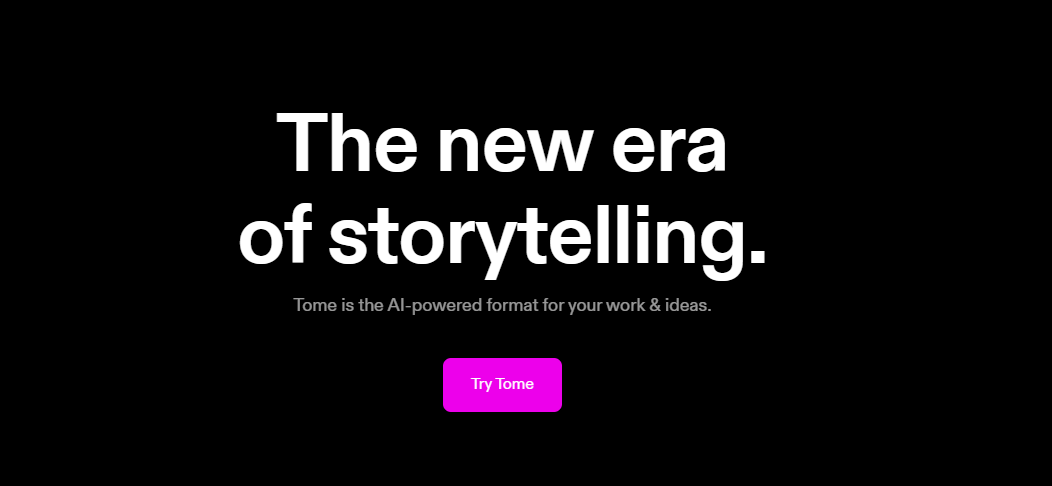 The new era
of storytelling.
Tome is the AI-powered format for your work & ideas.
Try Tome